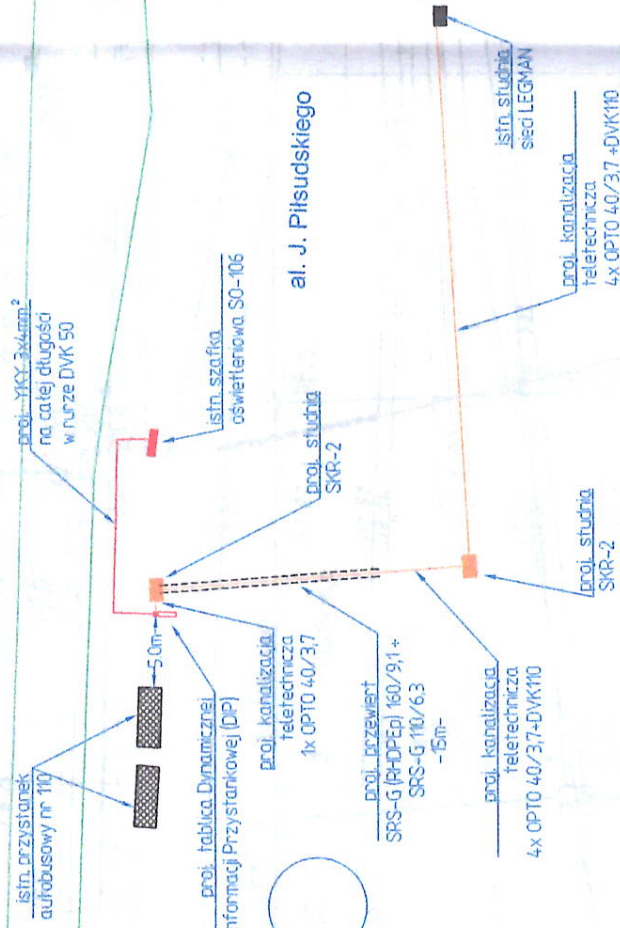 proj. YKY 3x4mm²
na całej długości
w rurze DVK 50
istn. szafka
oświetleniowa SO-106
al. J. Piłsudskiego
istn. studnia
sieci LEGMAN
proj. studnia
SKR-2
istn. przystanek
autobusowy nr 110
5.0m
proj. tablica Dynamicznej
Informacji Przystankowej (DIP)
proj. kanalizacja
teletechniczna
1x OPTO 40/3,7
proj. przewiert
SRS-G (RHDPEp) 160/9,1 +
SRS-G 110/6.3
-15m-
proj. kanalizacja
teletechnicza
4x OPTO 40/3,7+DVK110
proj. studnia
SKR-2
proj. kanalizacja
teletechnicza
4x OPTO 40/3,7 +DVK110